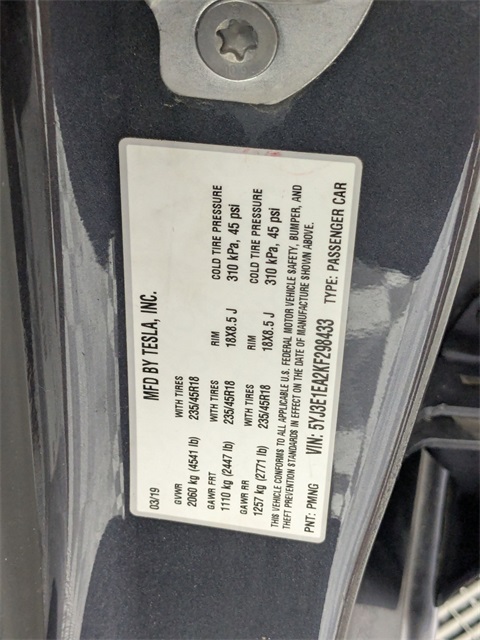 MFD BY TESLA, INC.
03/19
GVWR WITH TIRES RIM COLD TIRE PRESSURE
2060 kg (4541 lb) 235/45R18 18X8.5 J 310 kPa, 45 psi
GAWR FRT WITH TIRES RIM COLD TIRE PRESSURE
1110 kg (2447 lb) 235/45R18 18X8.5 J 310 kPa, 45 psi
GAWR RR
1257 kg (2771 lb) 235/45R18
THIS VEHICLE CONFORMS TO ALL APPLICABLE U.S. FEDERAL MOTOR VEHICLE SAFETY, BUMPER, AND
THEFT PREVENTION STANDARDS IN EFFECT ON THE DATE OF MANUFACTURE SHOWN ABOVE.
VIN: 5YJ3E1EA2KF298433 TYPE: PASSENGER CAR
PNT: PMNG